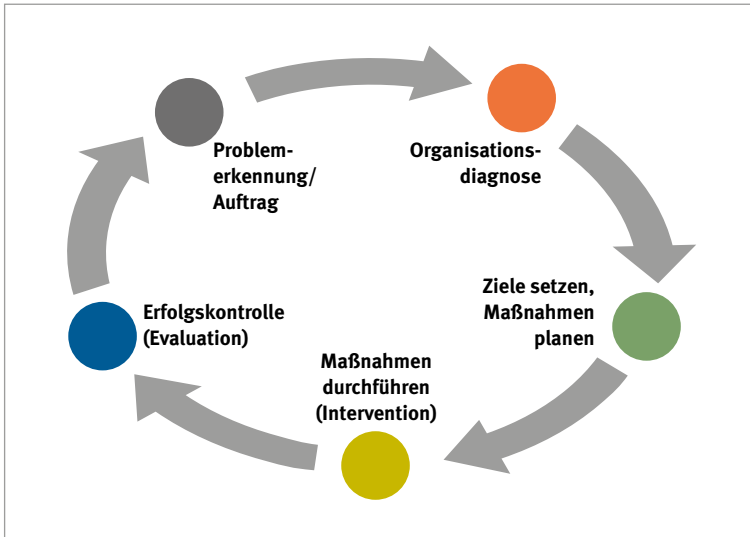 Problem-
erkennung/
Auftrag
Organisations-
diagnose
Ziele setzen,
Maßnahmen
planen
Maßnahmen
durchführen
(Intervention)
Erfolgskontrolle
(Evaluation)